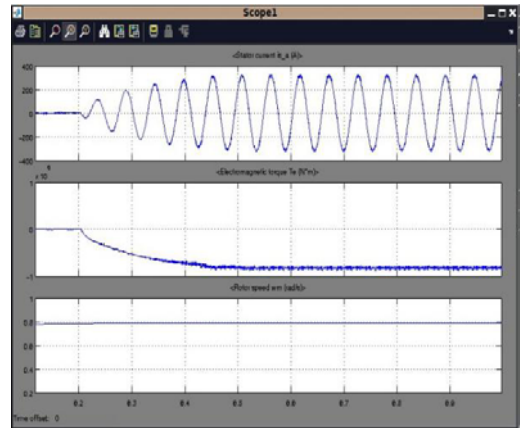 Scope1
<Stator current is_a (A)>
400
200
0
-200
-400
x 10
<Electromagnetic torque Te (N*m)>
1
0
-1
<Rotor speed wm (rad/s)>
1
0.8
0.6
0.4
0.2
0.2 0.3 0.4 0.5 0.6 0.7 0.8 0.9
Time offset: 0